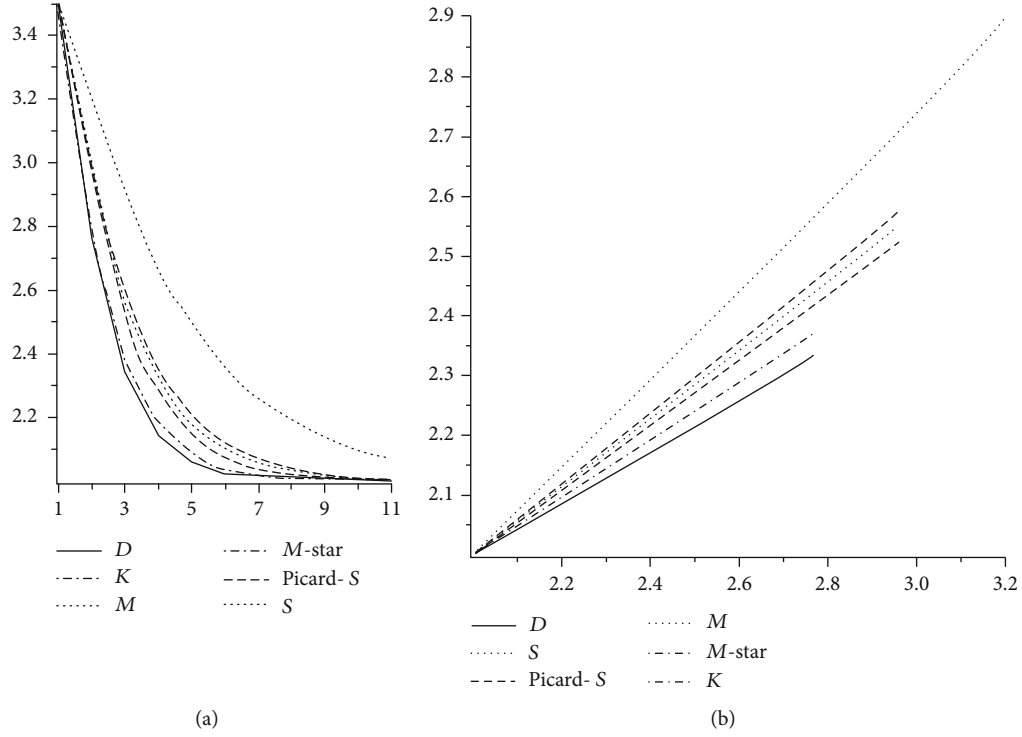 3.4
3.2
3.0
2.8
2.6
2.4
2.2
1 3 5 7 9 11
D
K
M
M-star
Picard- S
S
(a)
2.9
2.8
2.7
2.6
2.5
2.4
2.3
2.2
2.1
2.2 2.4 2.6 2.8 3.0 3.2
D
S
Picard- S
M
M-star
K
(b)